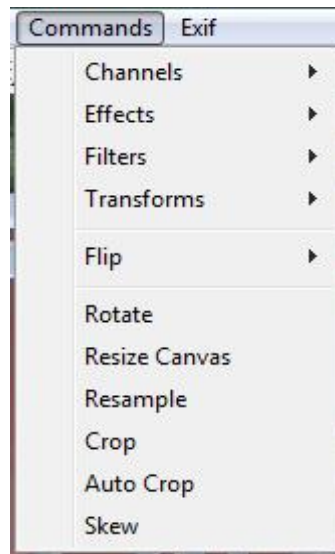 Commands Exif
Channels
Effects
Filters
Transforms
Flip
Rotate
Resize Canvas
Resample
Crop
Auto Crop
Skew